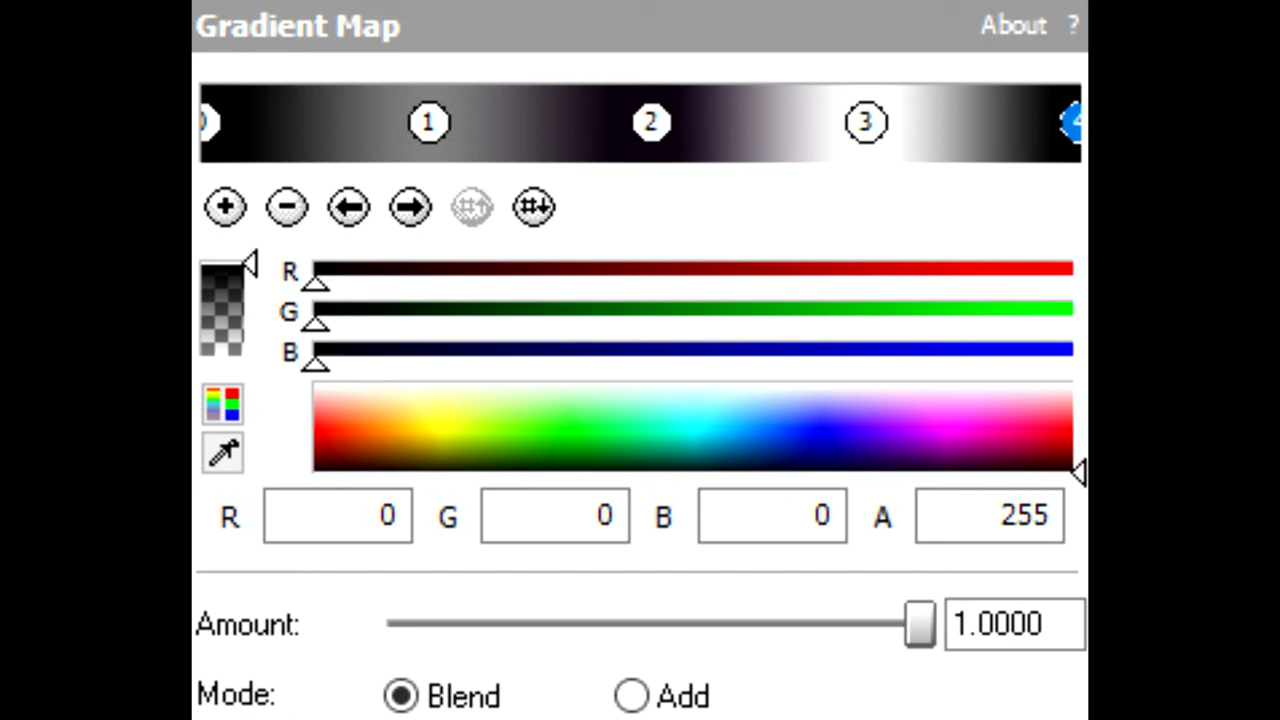 Gradient Map About ?
1 2 3
R
G
B
R 0 G 0 B 0 A 255
Amount: 1.0000
Mode: Blend Add